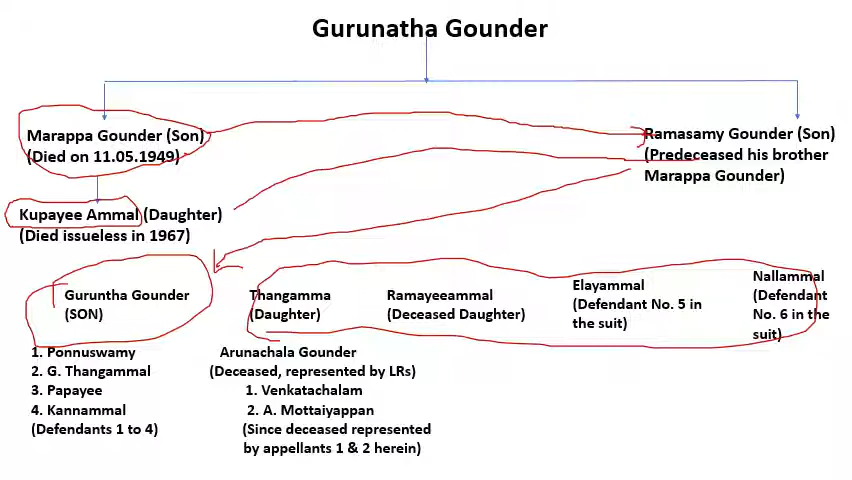 Gurunatha Gounder
Marappa Gounder (Son)
(Died on 11.05.1949)
Ramasamy Gounder (Son)
(Predeceased his brother
Marappa Gounder)
Kupayee Ammal (Daughter)
(Died issueless in 1967)
Guruntha Gounder
(SON)
Thangamma
(Daughter)
Ramayeeammal
(Deceased Daughter)
Elayammal
(Defendant No. 5 in
the suit)
Nallammal
(Defendant
No. 6 in the
suit)
1. Ponnuswamy
2. G. Thangammal
3. Papayee
4. Kannammal
(Defendants 1 to 4)
Arunachala Gounder
(Deceased, represented by LRs)
1. Venkatachalam
2. A. Mottaiyappan
(Since deceased represented
by appellants 1 & 2 herein)